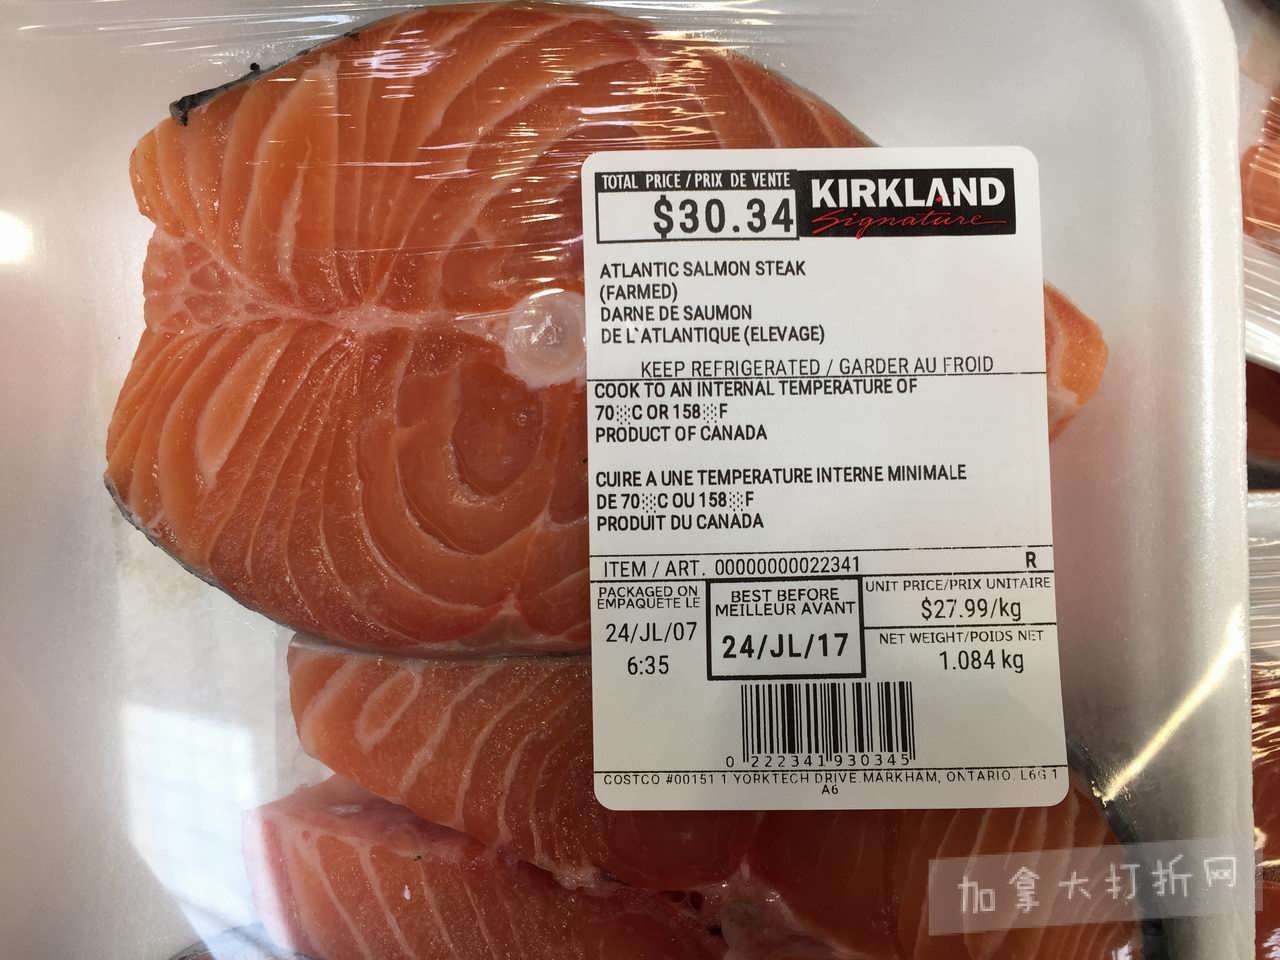 TOTAL PRICE / PRIX DE VENTE
$30.34
KIRKLAND
Signature
ATLANTIC SALMON STEAK
(FARMED)
DARNE DE SAUMON
DE L`ATLANTIQUE (ELEVAGE)
KEEP REFRIGERATED / GARDER AU FROID
COOK TO AN INTERNAL TEMPERATURE OF
70░C OR 158░F
PRODUCT OF CANADA
CUIRE A UNE TEMPERATURE INTERNE MINIMALE
DE 70░C OU 158░F
PRODUIT DU CANADA
ITEM / ART. 00000000022341
R
PACKAGED ON
EMPAQUETE LE
24/JL/07
6:35
BEST BEFORE
MEILLEUR AVANT
24/JL/17
UNIT PRICE/PRIX UNITAIRE
$27.99/kg
NET WEIGHT/POIDS NET
1.084 kg
0 222341 930345
COSTCO #00151 1 YORKTECH DRIVE.MARKHAM, ONTARIO L6G 1
A6
加拿大打折网